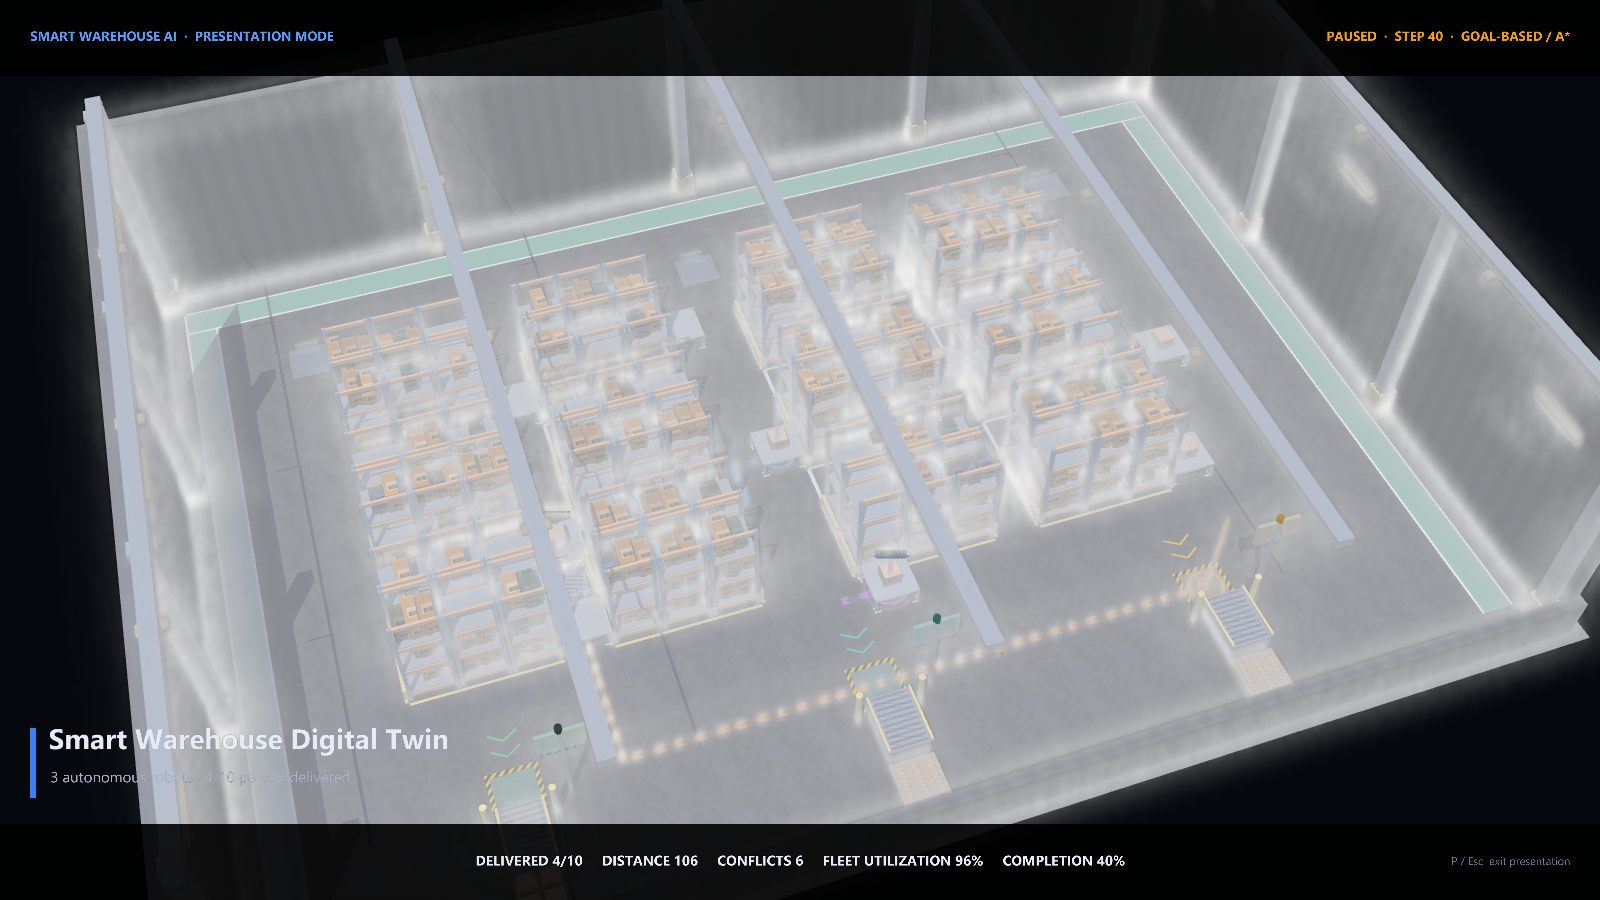 SMART WAREHOUSE AI · PRESENTATION MODE
PAUSED · STEP 40 · GOAL-BASED / A*
Smart Warehouse Digital Twin
3 autonomous robots · 4/10 parcels delivered
DELIVERED 4/10 DISTANCE 106 CONFLICTS 6 FLEET UTILIZATION 96% COMPLETION 40%
P / Esc exit presentation